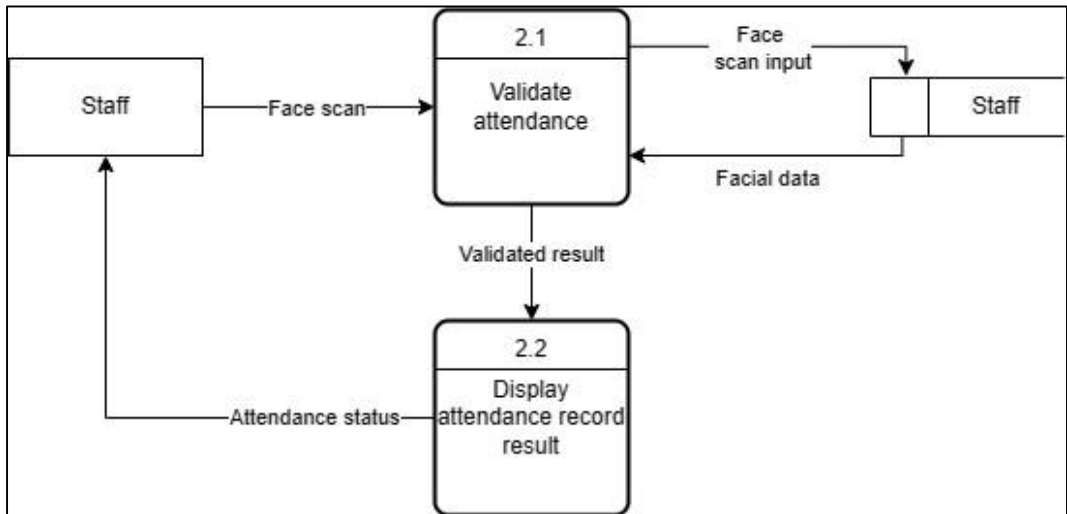 2.1
Validate
attendance
Staff
Face scan
Face
scan input
Staff
Facial data
Validated result
2.2
Display
attendance record
result
Attendance status